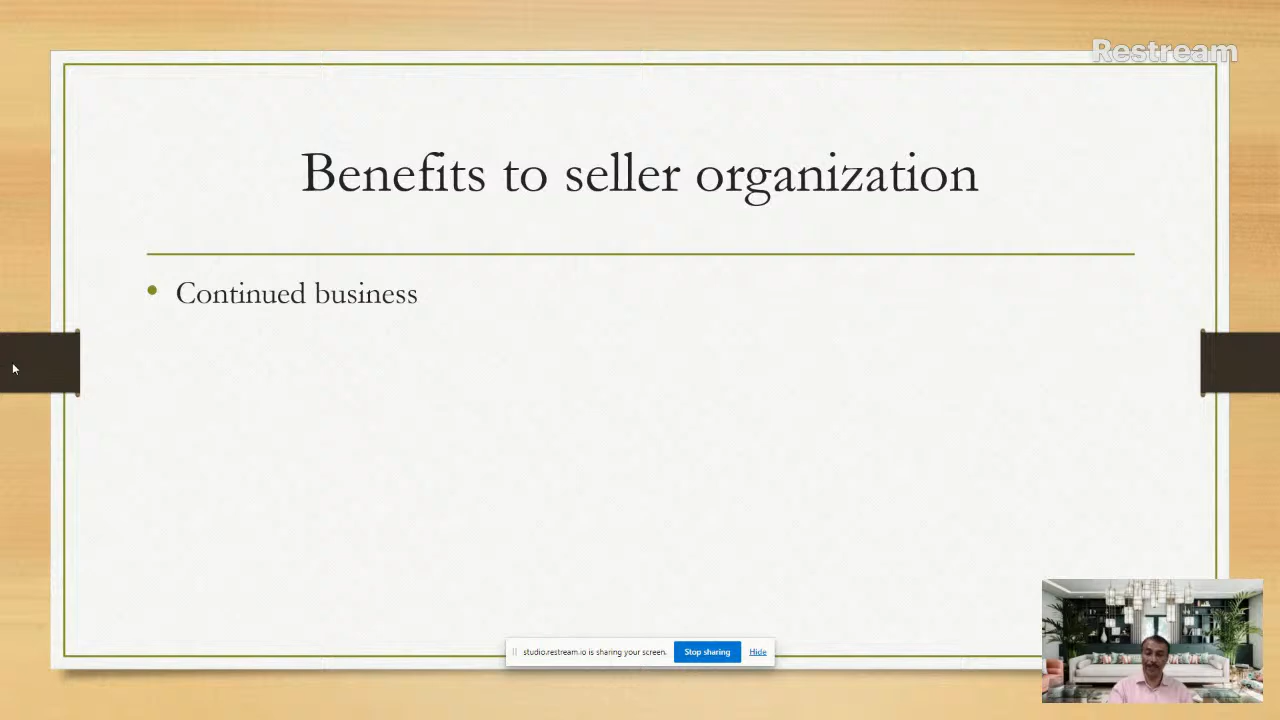 Restream
Benefits to seller organization
• Continued business
studio.restream.io is sharing your screen. Stop sharing Hide